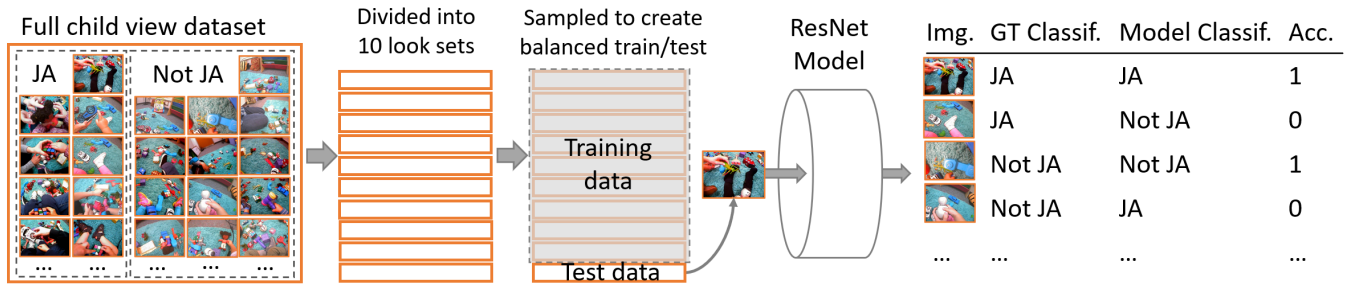 Full child view dataset
JA
Not JA
... ... ... ... ...
Divided into
10 look sets
Sampled to create
balanced train/test
Training
data
Test data
ResNet
Model
Img. GT Classif. Model Classif. Acc.
JA JA 1
JA Not JA 0
Not JA Not JA 1
Not JA JA 0
... ... ... ...